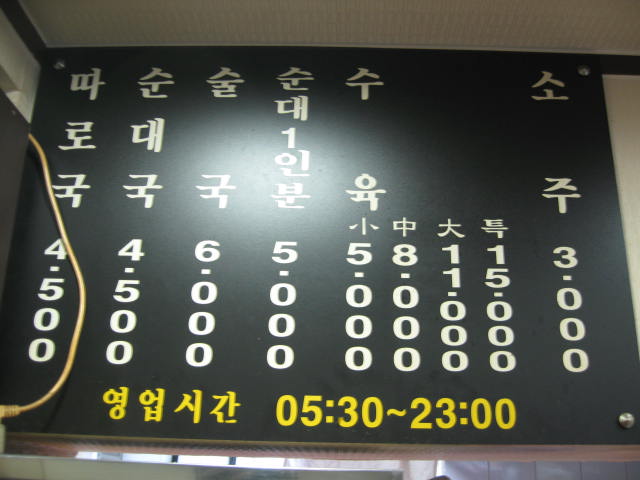 따로국 4.500
순대국 4.500
술국 6.000
순대1인분 5.000
수육
小 5.000
中 8.000
大 11.000
특 15.000
소주 3.000
영업시간 05:30~23:00